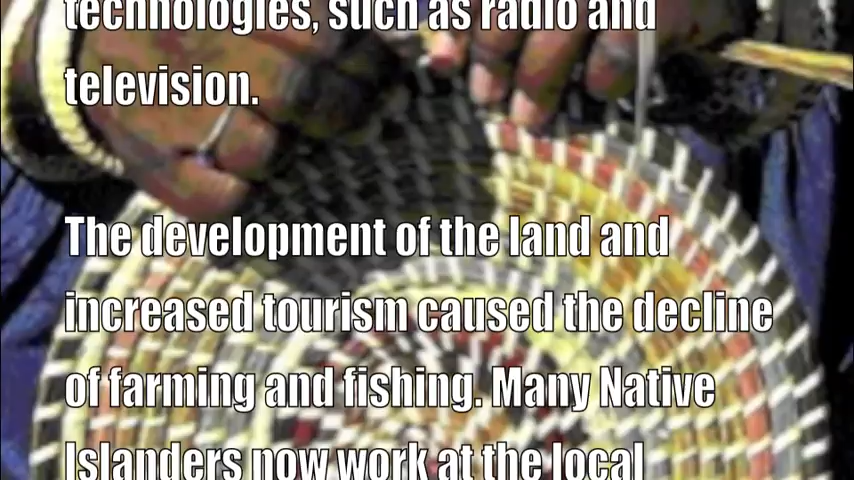 technologies, such as radio and
television.
The development of the land and
increased tourism caused the decline
of farming and fishing. Many Native
Islanders now work at the local